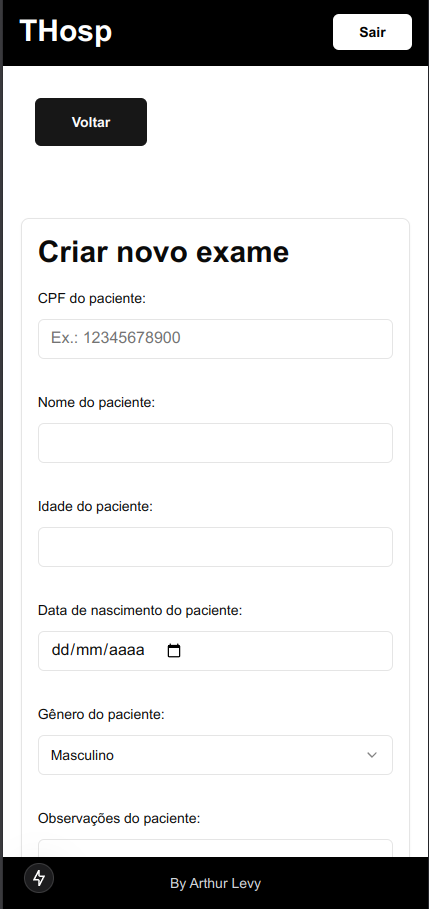 THosp
Sair
Voltar
Criar novo exame
CPF do paciente:
Ex.: 12345678900
Nome do paciente:
Idade do paciente:
Data de nascimento do paciente:
dd/mm/aaaa
Gênero do paciente:
Masculino
Observações do paciente:
By Arthur Levy